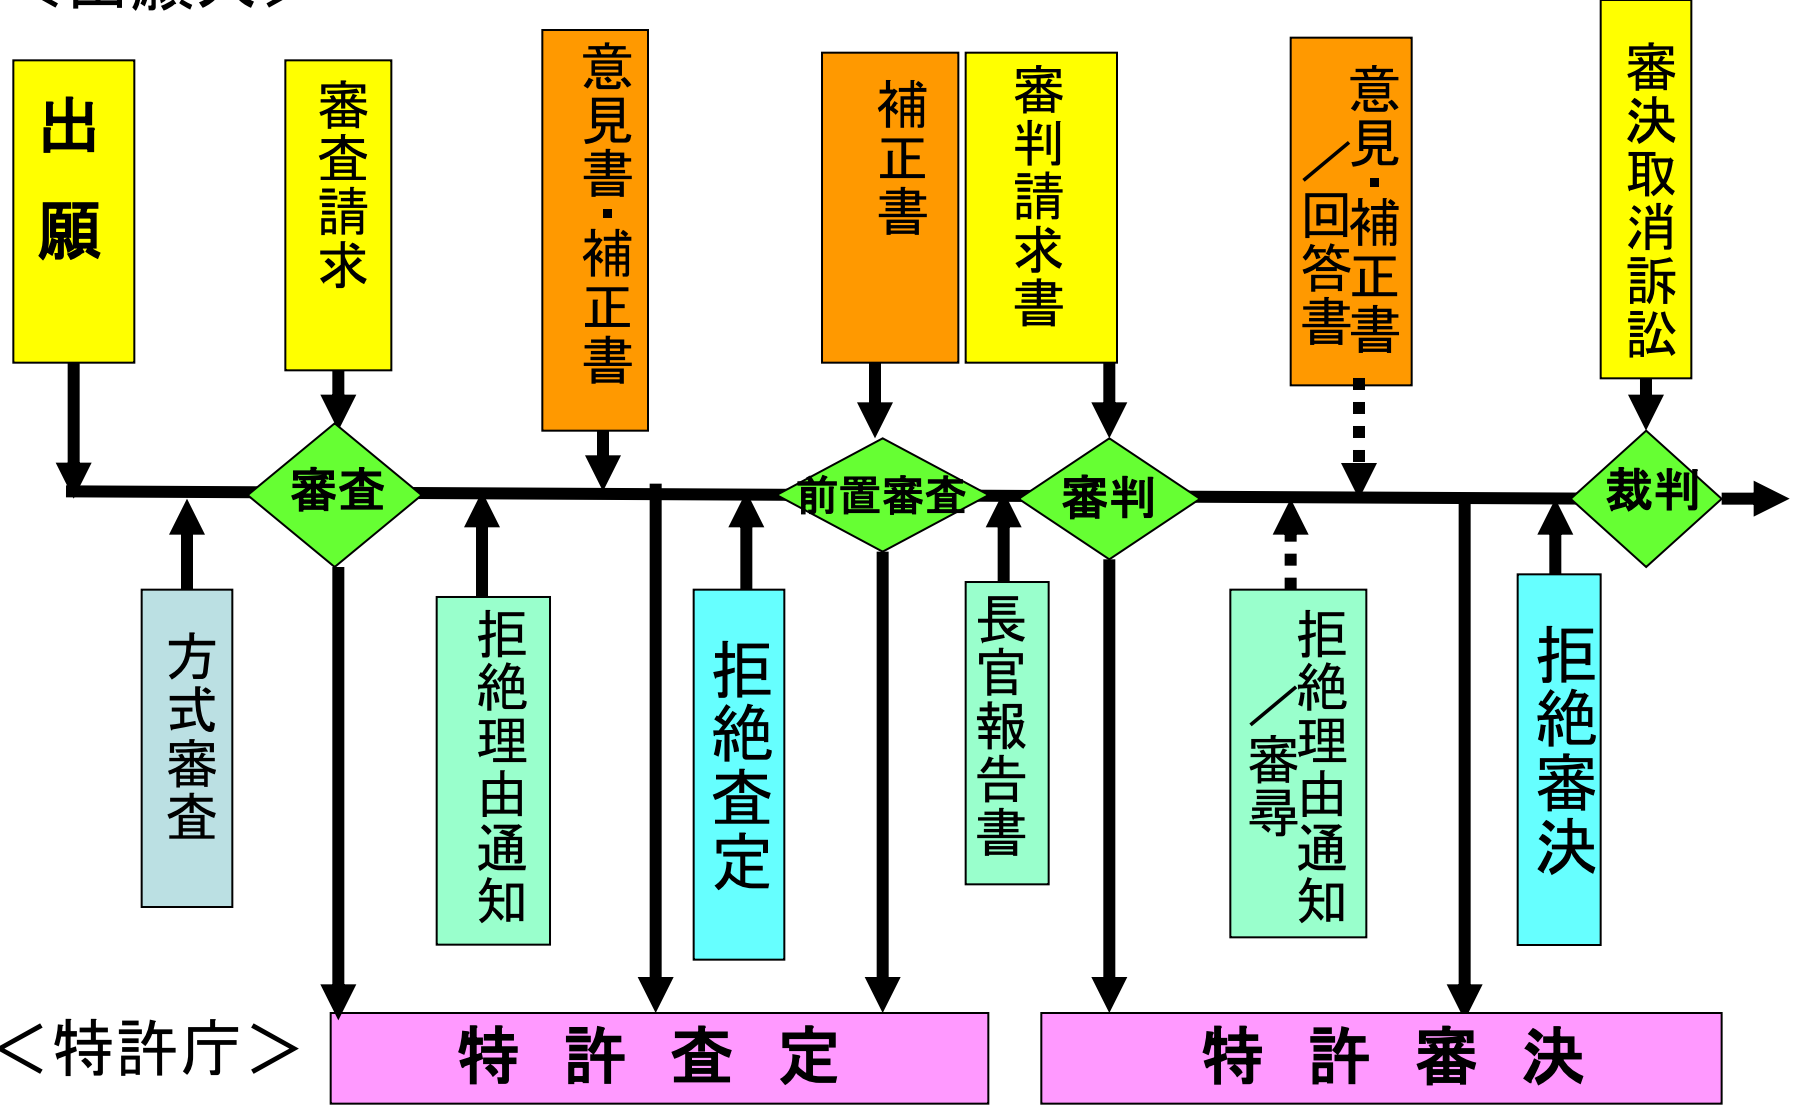 ＜出願人＞
出願
審査請求
意見書・補正書
補正書
審判請求書
意見・補正書
／回答書
審決取消訴訟
審査
前置審査
審判
裁判
方式審査
拒絶理由通知
拒絶査定
長官報告書
拒絶理由通知
／審尋
拒絶審決
＜特許庁＞
特許査定
特許審決